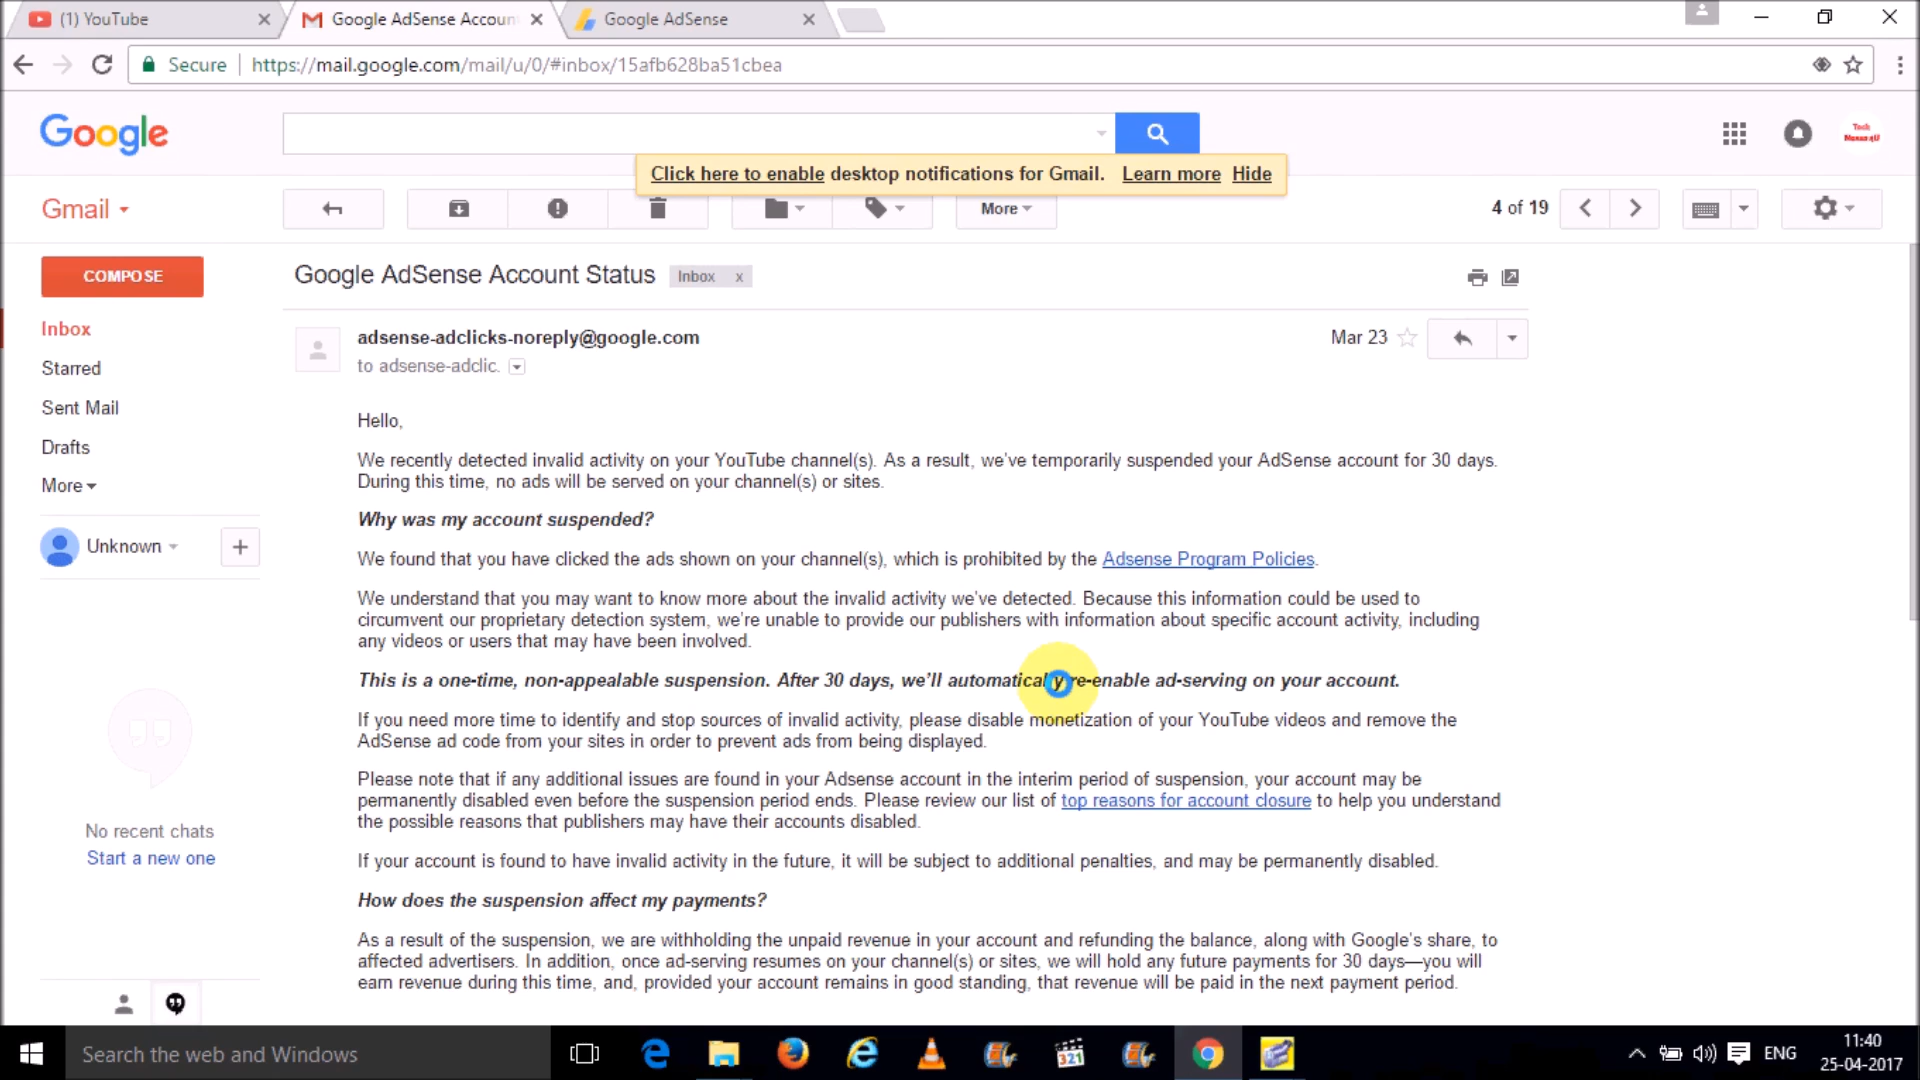 (1) YouTube
Google AdSense Accoun
Google AdSense
Secure
https://mail.google.com/mail/u/0/#inbox/15afb628ba51cbea
Google
Tech
Click here to enable desktop notifications for Gmail. Learn more Hide
Gmail
More
4 of 19
COMPOSE
Google AdSense Account Status
Inbox x
Inbox
Starred
Sent Mail
Drafts
More
Unknown
No recent chats
Start a new one
adsense-adclicks-noreply@google.com
Mar 23
to adsense-adclic.
Hello,
We recently detected invalid activity on your YouTube channel(s). As a result, we've temporarily suspended your AdSense account for 30 days.
During this time, no ads will be served on your channel(s) or sites.
Why was my account suspended?
We found that you have clicked the ads shown on your channel(s), which is prohibited by the Adsense Program Policies.
We understand that you may want to know more about the invalid activity we've detected. Because this information could be used to
circumvent our proprietary detection system, we're unable to provide our publishers with information about specific account activity, including
any videos or users that may have been involved.
This is a one-time, non-appealable suspension. After 30 days, we'll automatically re-enable ad-serving on your account.
If you need more time to identify and stop sources of invalid activity, please disable monetization of your YouTube videos and remove the
AdSense ad code from your sites in order to prevent ads from being displayed.
Please note that if any additional issues are found in your Adsense account in the interim period of suspension, your account may be
permanently disabled even before the suspension period ends. Please review our list of top reasons for account closure to help you understand
the possible reasons that publishers may have their accounts disabled.
If your account is found to have invalid activity in the future, it will be subject to additional penalties, and may be permanently disabled.
How does the suspension affect my payments?
As a result of the suspension, we are withholding the unpaid revenue in your account and refunding the balance, along with Google's share, to
affected advertisers. In addition, once ad-serving resumes on your channel(s) or sites, we will hold any future payments for 30 days—you will
earn revenue during this time, and, provided your account remains in good standing, that revenue will be paid in the next payment period.
Search the web and Windows
321
ENG
11:40
25-04-2017